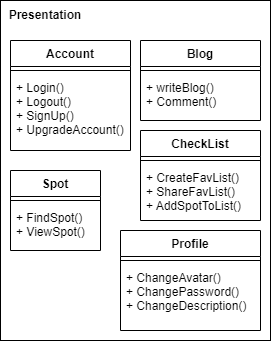 Presentation
Account
+ Login()
+ Logout()
+ SignUp()
+ UpgradeAccount()
Blog
+ writeBlog()
+ Comment()
CheckList
+ CreateFavList()
+ ShareFavList()
+ AddSpotToList()
Spot
+ FindSpot()
+ ViewSpot()
Profile
+ ChangeAvatar()
+ ChangePassword()
+ ChangeDescription()